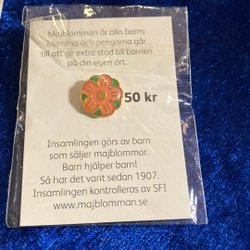 Majblomman är alla barns
blomma och pengarna går
till att ge extra stöd till barnen
på din egen ort.
50 kr
Insamlingen görs av barn
som säljer majblommor.
Barn hjälper barn!
Så har det varit sedan 1907.
Insamlingen kontrolleras av SFI
www.majblomman.se